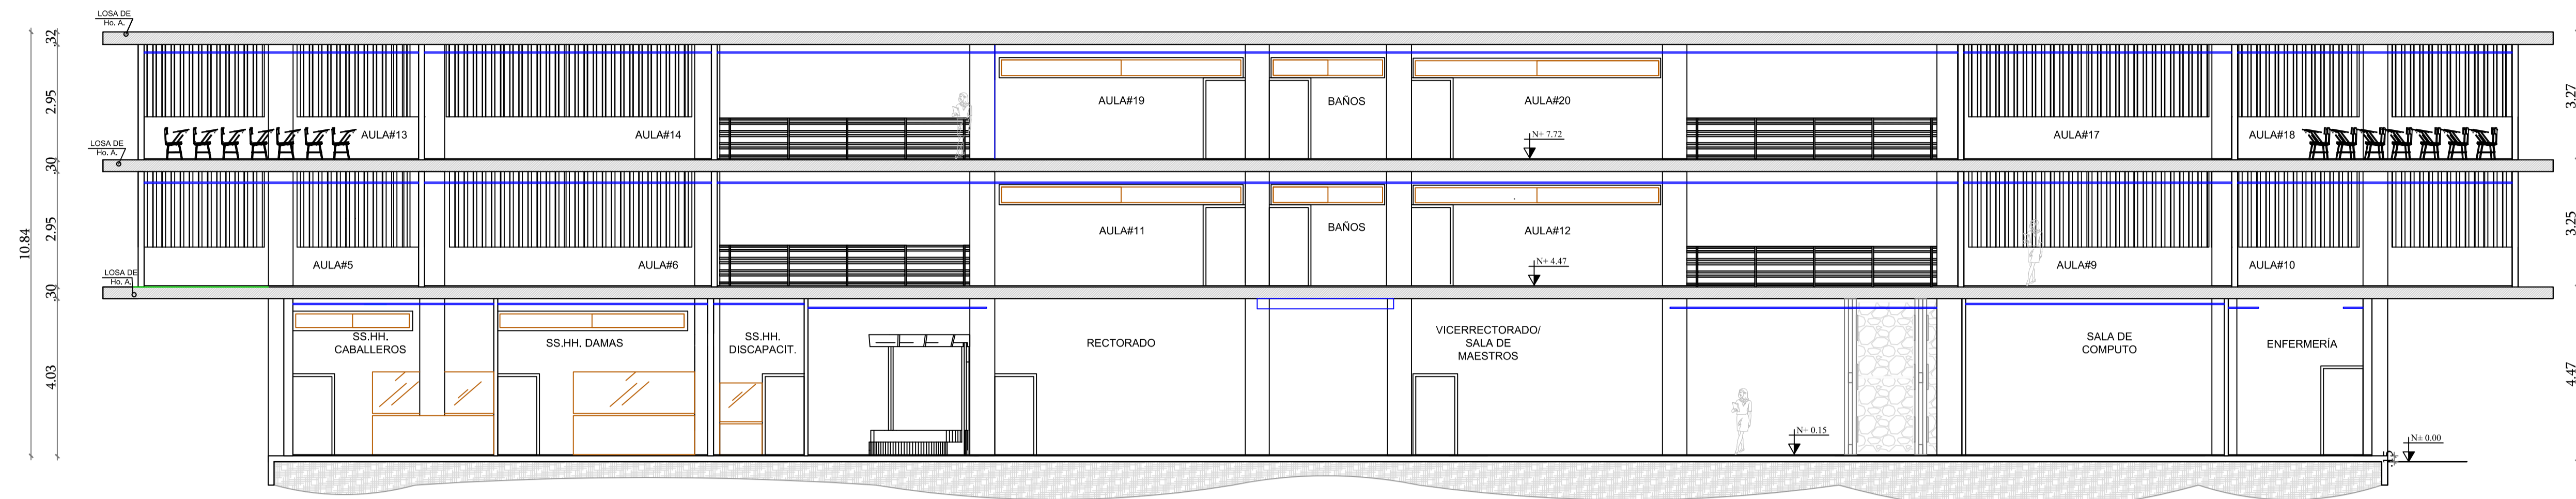 LOSA DE
Ho. A.
.32
2.95
3.27
AULA#19
BAÑOS
AULA#20
AULA#13
AULA#14
N+ 7.72
AULA#17
AULA#18
LOSA DE
Ho. A.
.30
10.84
2.95
3.25
AULA#11
BAÑOS
AULA#12
AULA#5
AULA#6
N+ 4.47
AULA#9
AULA#10
LOSA DE
Ho. A.
.30
4.03
4.47
SS.HH.
CABALLEROS
SS.HH. DAMAS
SS.HH.
DISCAPACIT.
RECTORADO
VICERRECTORADO/
SALA DE
MAESTROS
SALA DE
COMPUTO
ENFERMERÍA
N+ 0.15
N± 0.00
.15